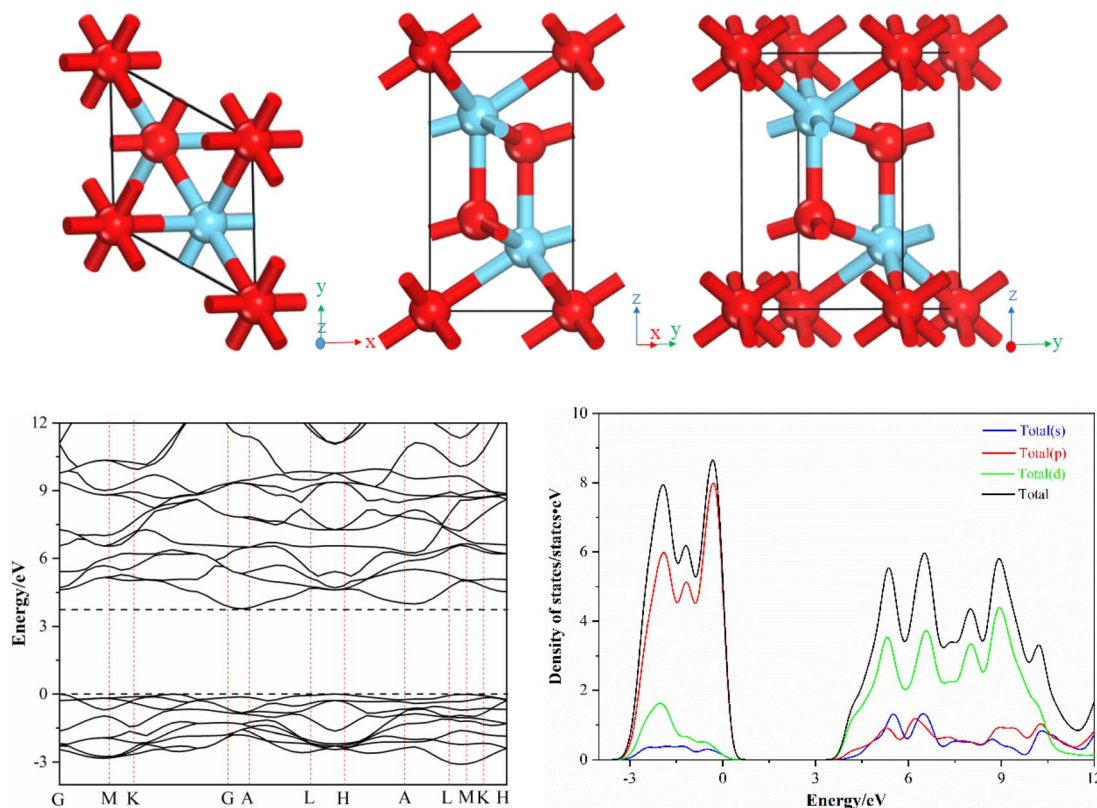 y
z
x
z
x
y
z
y
12
9
6
3
0
-3
Energy/eV
G
M
K
G
A
L
H
A
L
M
K
H
10
8
6
4
2
0
Density of states/states•eV
Total(s)
Total(p)
Total(d)
Total
-3
0
3
6
9
12
Energy/eV